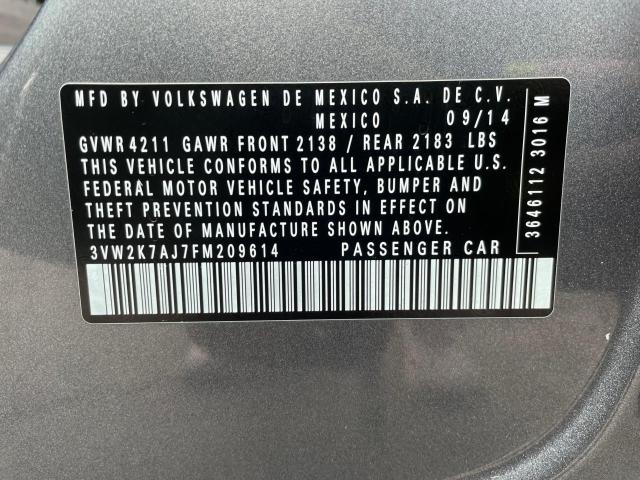 MFD BY VOLKSWAGEN DE MEXICO S.A. DE C.V.
MEXICO 09/14
GVWR 4211 GAWR FRONT 2138 / REAR 2183 LBS
THIS VEHICLE CONFORMS TO ALL APPLICABLE U.S.
FEDERAL MOTOR VEHICLE SAFETY, BUMPER AND
THEFT PREVENTION STANDARDS IN EFFECT ON
THE DATE OF MANUFACTURE SHOWN ABOVE.
3VW2K7AJ7FM209614 PASSENGER CAR
3646112 3016 M